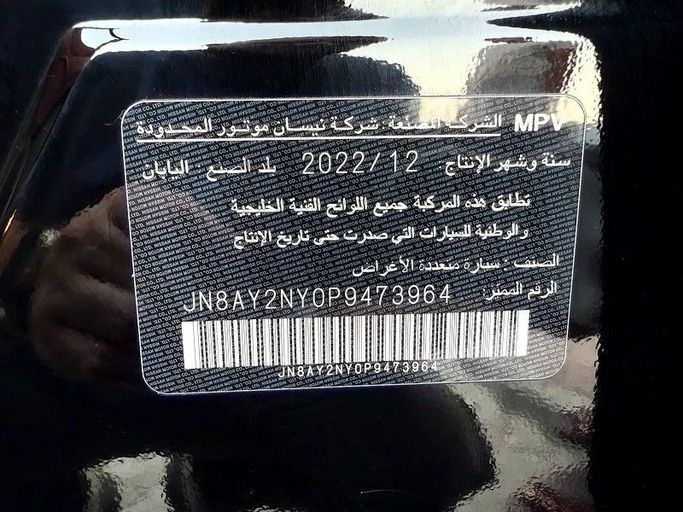 MPV الشركة المصنعة: شركة نيسان موتور المحدودة
سنة وشهر الإنتاج 2022/12 بلد الصنع: اليابان
تطابق هذه المركبة جميع اللوائح الفنية الخليجية
والوطنية للسيارات التي صدرت حتى تاريخ الإنتاج
الصنف: سيارة متعددة الأغراض
الرقم المميز: JN8AY2NY0P9473964
JN8AY2NY0P9473964